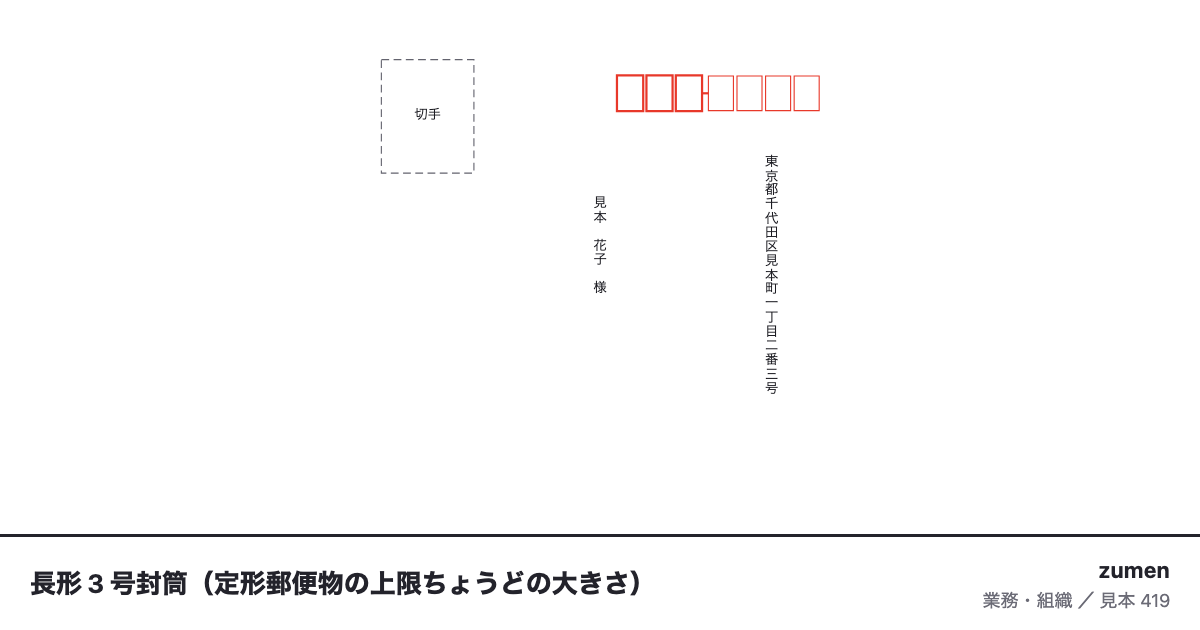 切手
東京都千代田区見本町一丁目二番三号
見本　花子　様
長形 3 号封筒（定形郵便物の上限ちょうどの大きさ）
zumen
業務・組織 ／ 見本 419